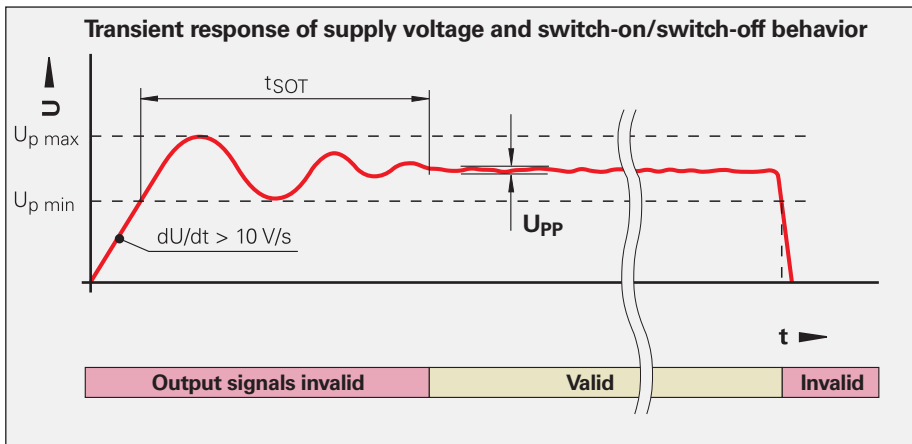 Transient response of supply voltage and switch-on/switch-off behavior
U
tSOT
Up max
Up min
UPP
dU/dt > 10 V/s
t
Output signals invalid
Valid
Invalid